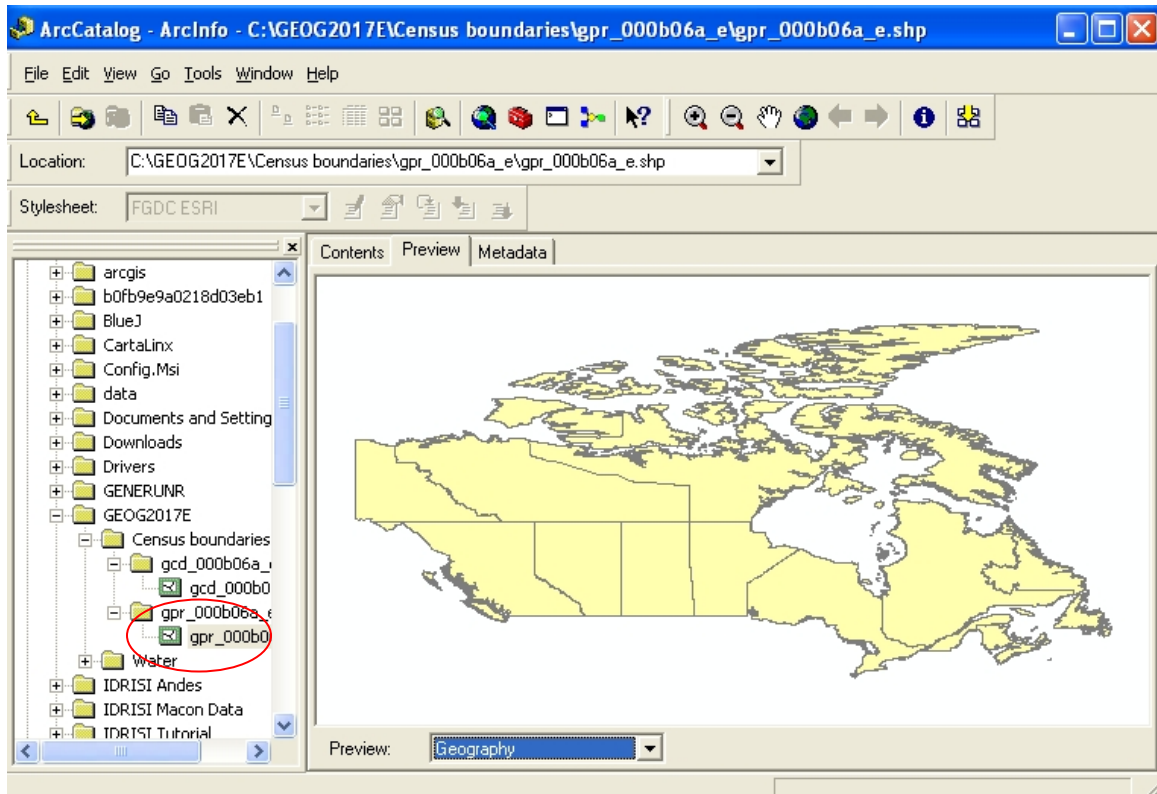 ArcCatalog - ArcInfo - C:\GEOG2017E\Census boundaries\gpr_000b06a_e\gpr_000b06a_e.shp
File Edit View Go Tools Window Help
Location: C:\GEOG2017E\Census boundaries\gpr_000b06a_e\gpr_000b06a_e.shp
Stylesheet: FGDC ESRI
Contents Preview Metadata
arcgis
b0fb9e9a0218d03eb1
BlueJ
CartaLinx
Config.Msi
data
Documents and Setting
Downloads
Drivers
GENERUNR
GEOG2017E
Census boundaries
gcd_000b06a_
gcd_000b0
gpr_000b06a_e
gpr_000b0
Water
IDRISI Andes
IDRISI Macon Data
IDRISI Tutorial
Preview: Geography